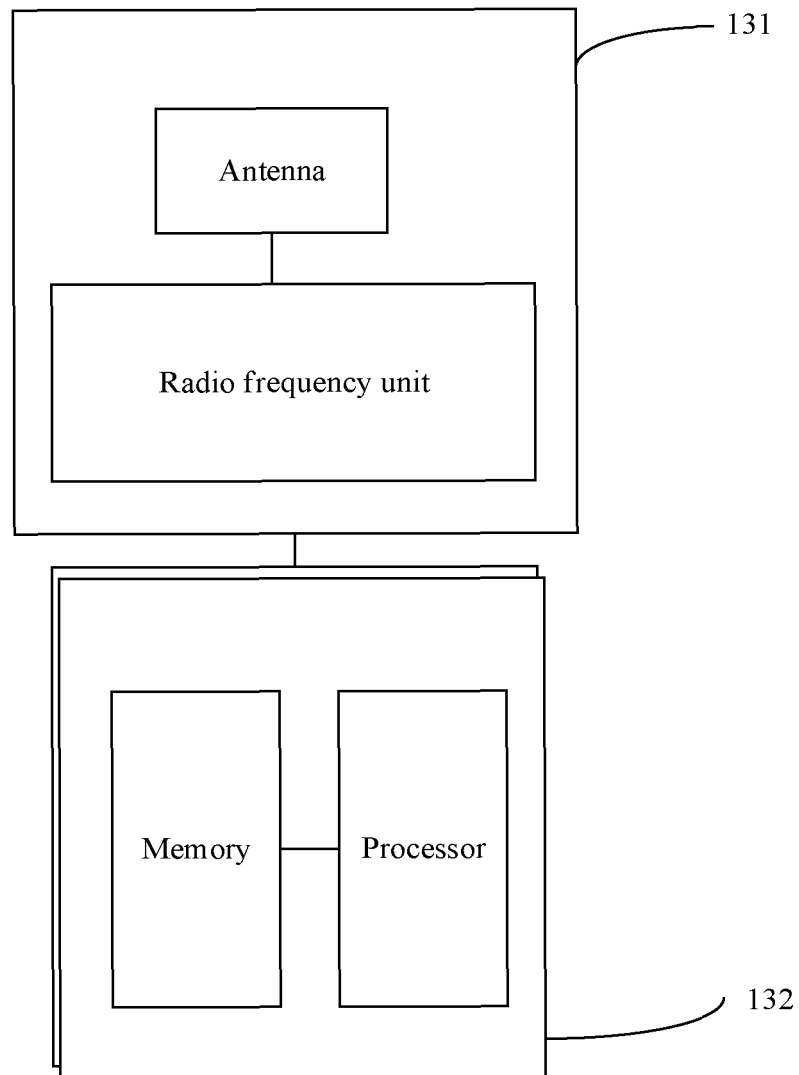 131
Antenna
Radio frequency unit
Memory
Processor
132